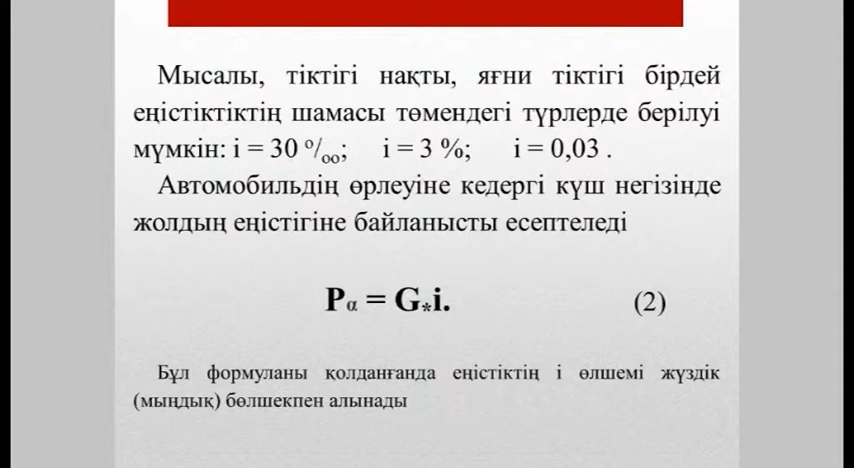 Мысалы, тіктігі нақты, яғни тіктігі бірдей
еңістіктіктің шамасы төмендегі түрлерде берілуі
мүмкін: i = 30 º/₀₀; i = 3 %; i = 0,03 .
Автомобильдің өрлеуіне кедергі күш негізінде
жолдың еңістігіне байланысты есептеледі
Pα = G*i. (2)
Бұл формуланы қолданғанда еңістіктің i өлшемі жүздік
(мыңдық) бөлшекпен алынады